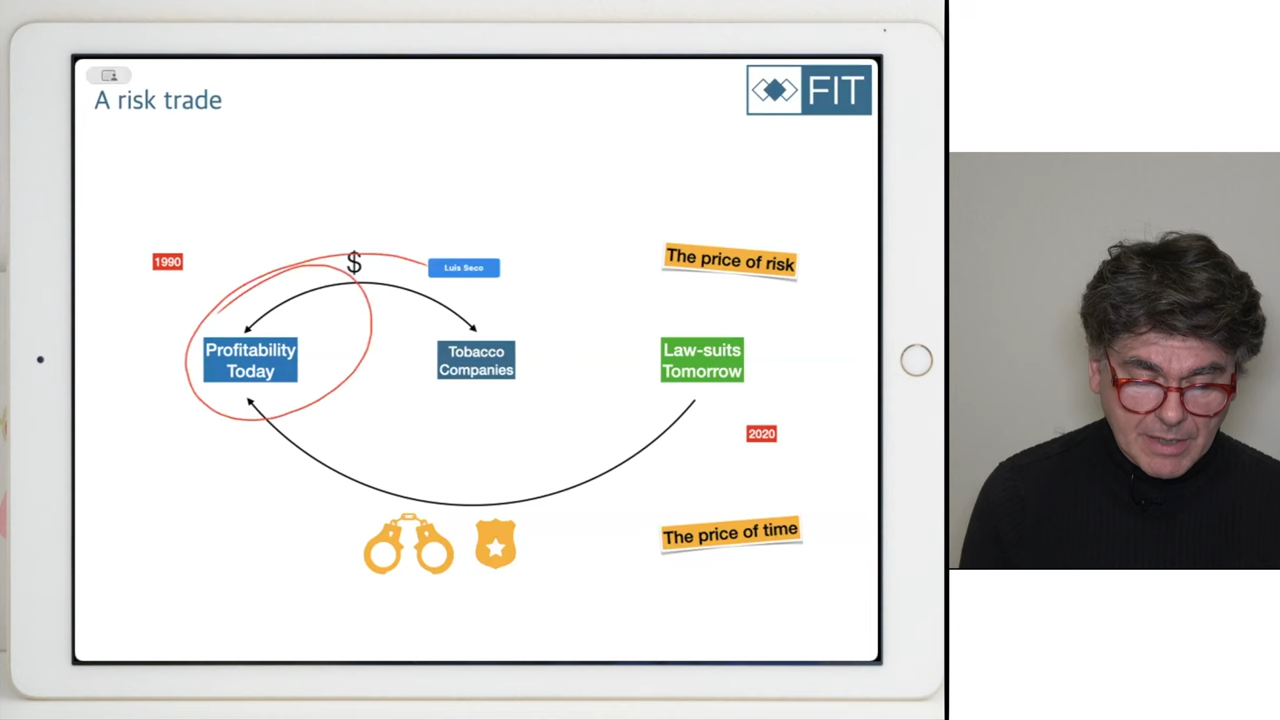 A risk trade
FIT
1990
$
Luis Seco
The price of risk
Profitability
Today
Tobacco
Companies
Law-suits
Tomorrow
2020
The price of time